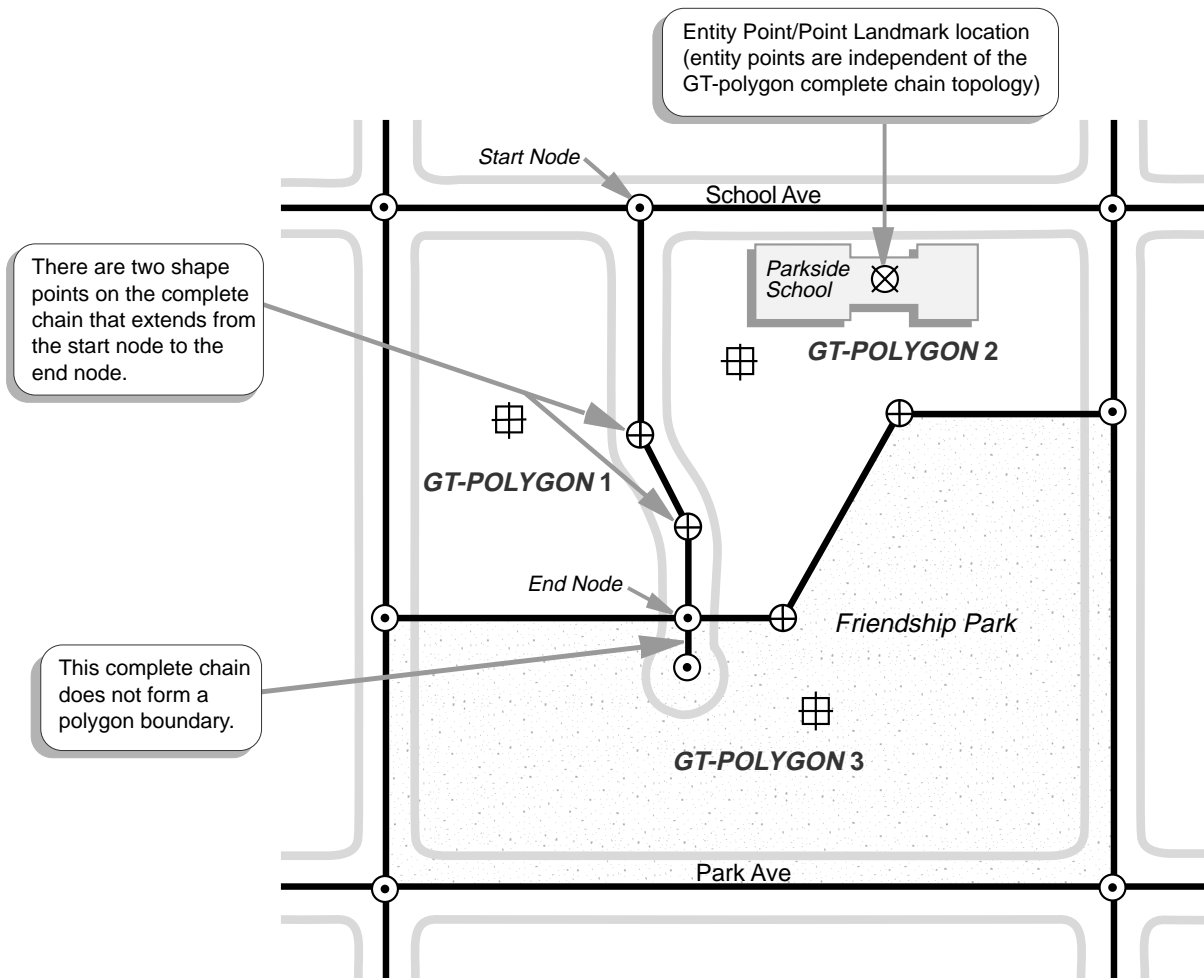 Entity Point/Point Landmark location
(entity points are independent of the
GT-polygon complete chain topology)
Start Node
School Ave
There are two shape
points on the complete
chain that extends from
the start node to the
end node.
Parkside
School
GT-POLYGON 2
GT-POLYGON 1
End Node
Friendship Park
This complete chain
does not form a
polygon boundary.
GT-POLYGON 3
Park Ave